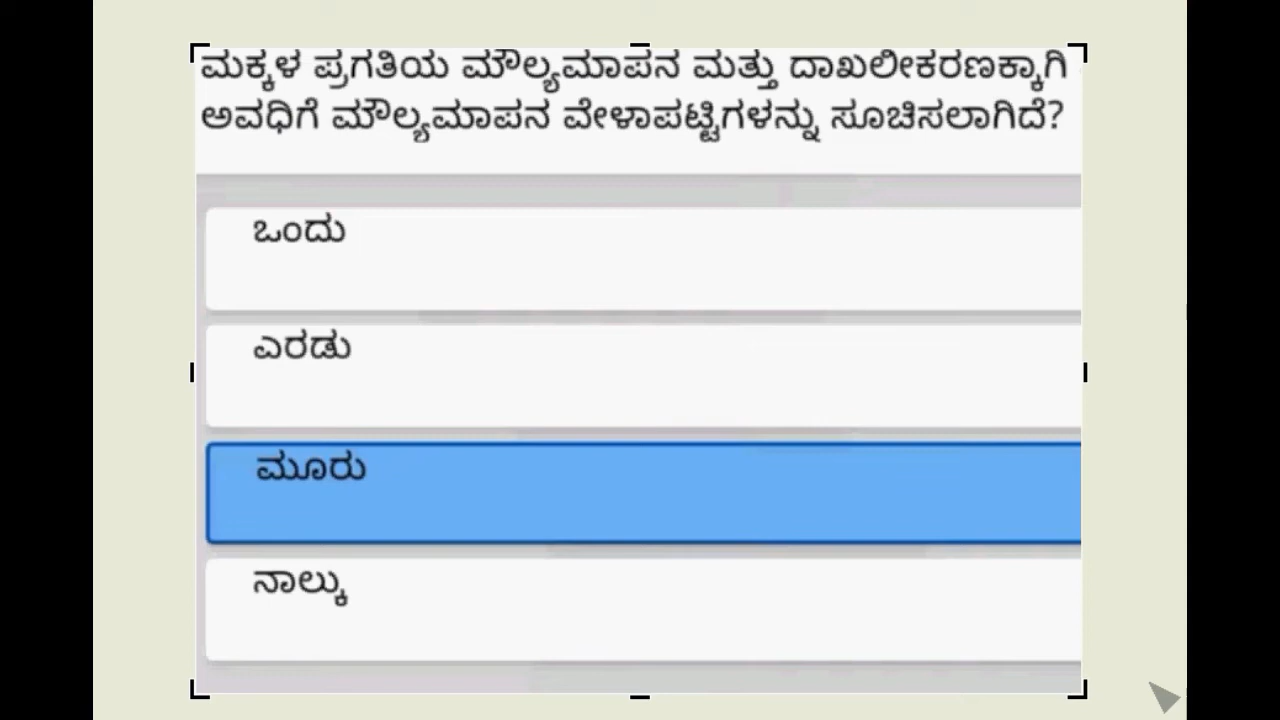 ಮಕ್ಕಳ ಪ್ರಗತಿಯ ಮೌಲ್ಯಮಾಪನ ಮತ್ತು ದಾಖಲೀಕರಣಕ್ಕಾಗಿ
ಅವಧಿಗೆ ಮೌಲ್ಯಮಾಪನ ವೇಳಾಪಟ್ಟಿಗಳನ್ನು ಸೂಚಿಸಲಾಗಿದೆ?
ಒಂದು
ಎರಡು
ಮೂರು
ನಾಲ್ಕು